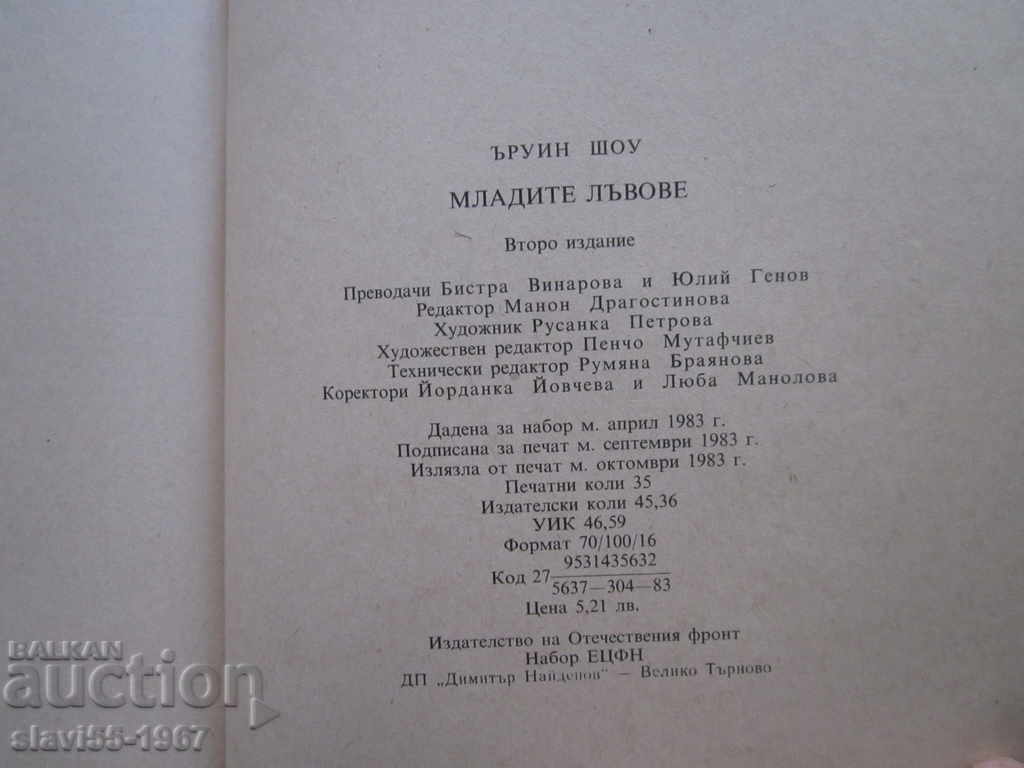 ЪРУИН ШОУ
МЛАДИТЕ ЛЪВОВЕ
Второ издание
Преводачи Бистра Винарова и Юлий Генов
Редактор Манон Драгостинова
Художник Русанка Петрова
Художествен редактор Пенчо Мутафчиев
Технически редактор Румяна Браянова
Коректори Йорданка Йовчева и Люба Манолова
Дадена за набор м. април 1983 г.
Подписана за печат м. септември 1983 г.
Излязла от печат м. октомври 1983 г.
Печатни коли 35
Издателски коли 45,36
УИК 46,59
Формат 70/100/16
Код 27 9531435632
5637—304—83
Цена 5,21 лв.
Издателство на Отечествения фронт
Набор ЕЦФН
ДП „Димитър Найденов" — Велико Търново
BALKAN
auction
slavi55-1967